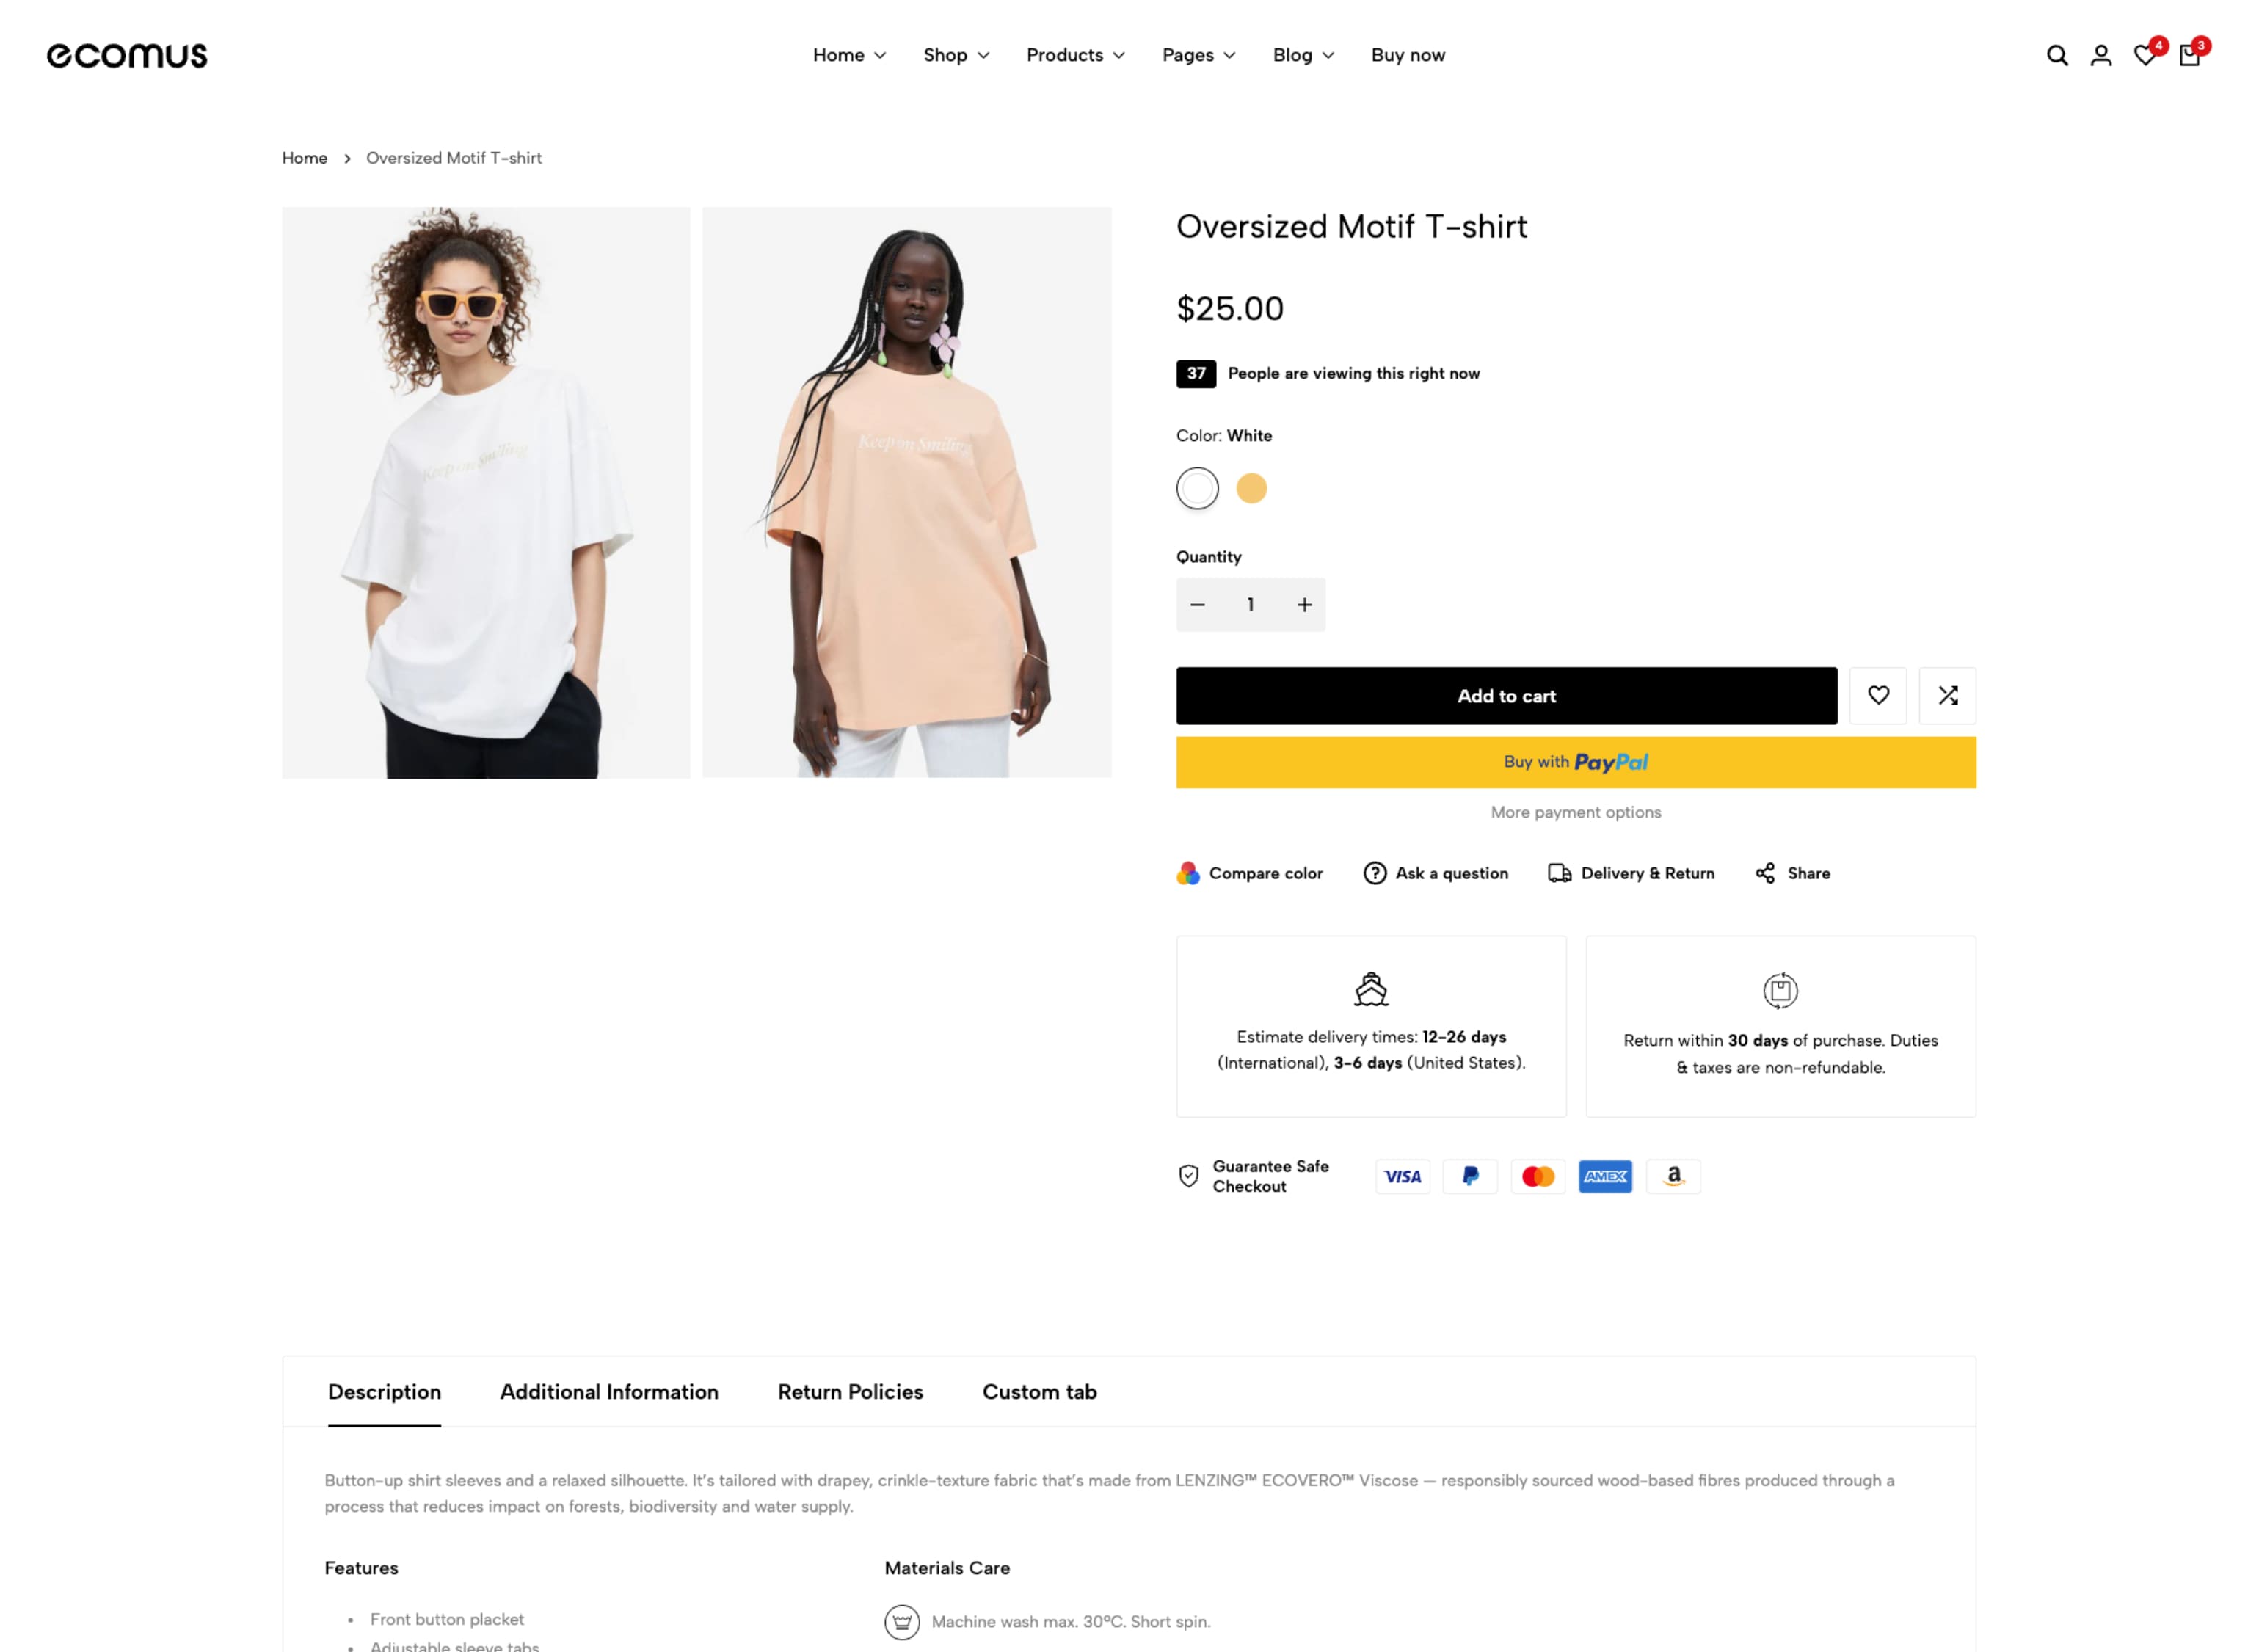 ecomus
Home Shop Products Pages Blog Buy now
4 3
Home > Oversized Motif T-shirt
Keep on Smiling
Keep on Smiling
Oversized Motif T-shirt
$25.00
37 People are viewing this right now
Color: White
Quantity
− 1 +
Add to cart
Buy with PayPal
More payment options
Compare color Ask a question Delivery & Return Share
Estimate delivery times: 12-26 days
(International), 3-6 days (United States).
Return within 30 days of purchase. Duties
& taxes are non-refundable.
Guarantee Safe
Checkout
VISA P AMEX a
Description Additional Information Return Policies Custom tab
Button-up shirt sleeves and a relaxed silhouette. It's tailored with drapey, crinkle-texture fabric that's made from LENZING™ ECOVERO™ Viscose — responsibly sourced wood-based fibres produced through a
process that reduces impact on forests, biodiversity and water supply.
Features
Front button placket
Adjustable sleeve tabs
Materials Care
Machine wash max. 30ºC. Short spin.